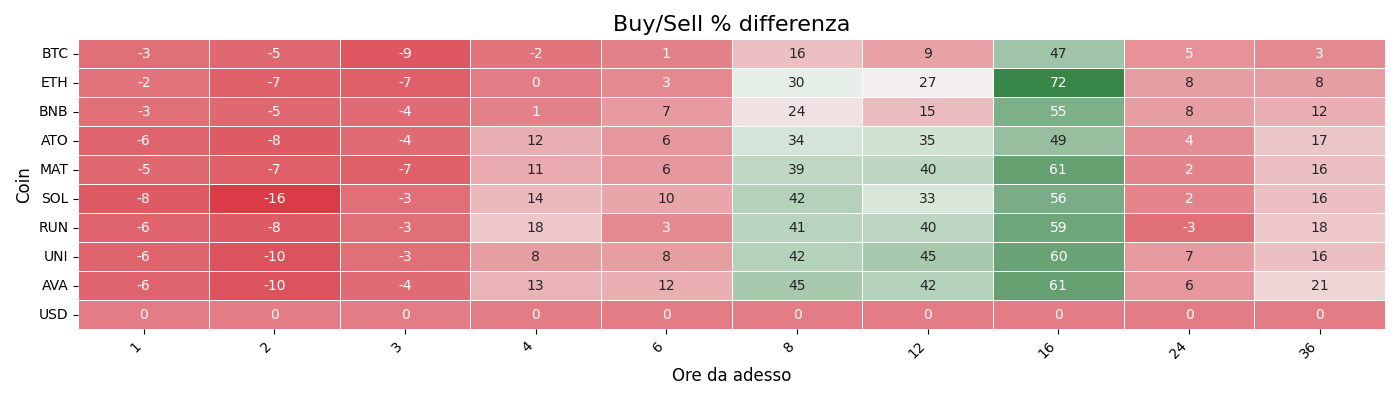 Buy/Sell % differenza
Coin
BTC -3 -5 -9 -2 1 16 9 47 5 3
ETH -2 -7 -7 0 3 30 27 72 8 8
BNB -3 -5 -4 1 7 24 15 55 8 12
ATO -6 -8 -4 12 6 34 35 49 4 17
MAT -5 -7 -7 11 6 39 40 61 2 16
SOL -8 -16 -3 14 10 42 33 56 2 16
RUN -6 -8 -3 18 3 41 40 59 -3 18
UNI -6 -10 -3 8 8 42 45 60 7 16
AVA -6 -10 -4 13 12 45 42 61 6 21
USD 0 0 0 0 0 0 0 0 0 0
1 2 3 4 6 8 12 16 24 36
Ore da adesso